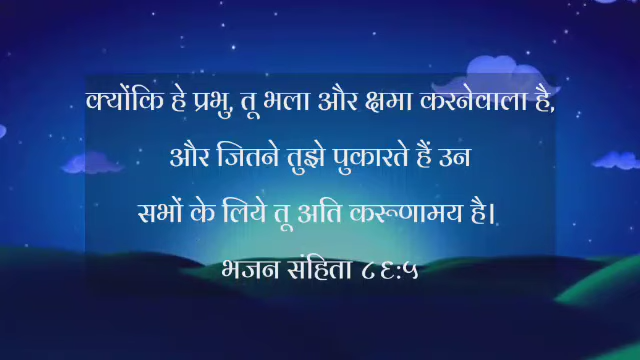 क्योंकि हे प्रभु, तू भला और क्षमा करनेवाला है,
और जितने तुझे पुकारते हैं उन
सभों के लिये तू अति करूणामय है।
भजन संहिता ८६:५